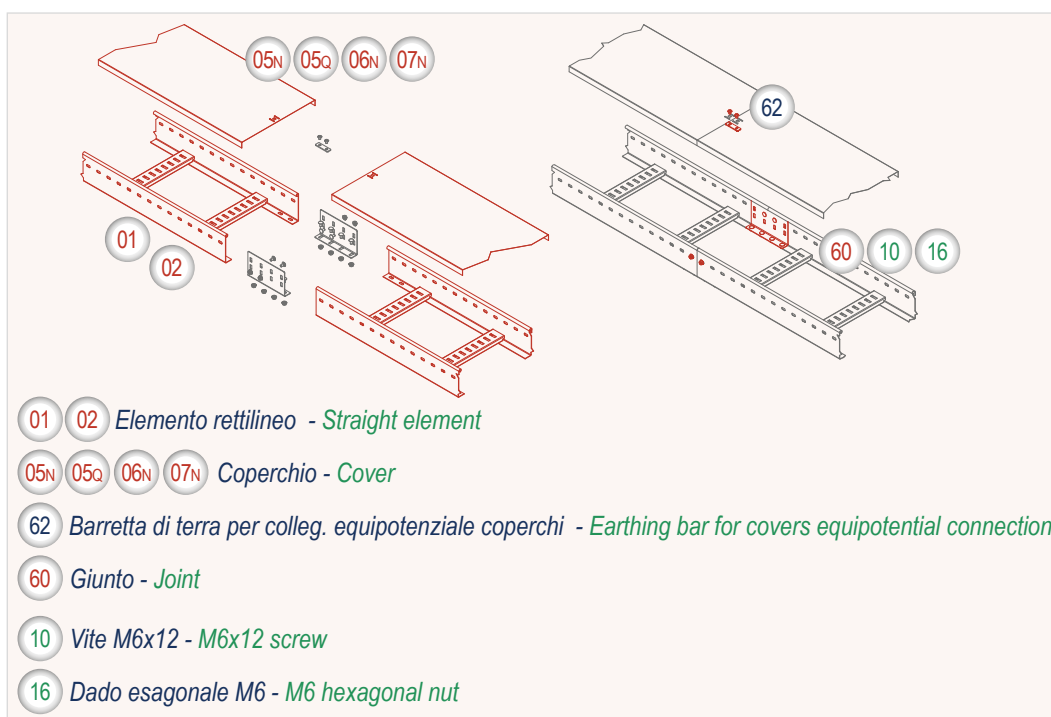 05N 05Q 06N 07N
62
01
02
60 10 16
01 02 Elemento rettilineo - Straight element
05N 05Q 06N 07N Coperchio - Cover
62 Barretta di terra per colleg. equipotenziale coperchi - Earthing bar for covers equipotential connection
60 Giunto - Joint
10 Vite M6x12 - M6x12 screw
16 Dado esagonale M6 - M6 hexagonal nut